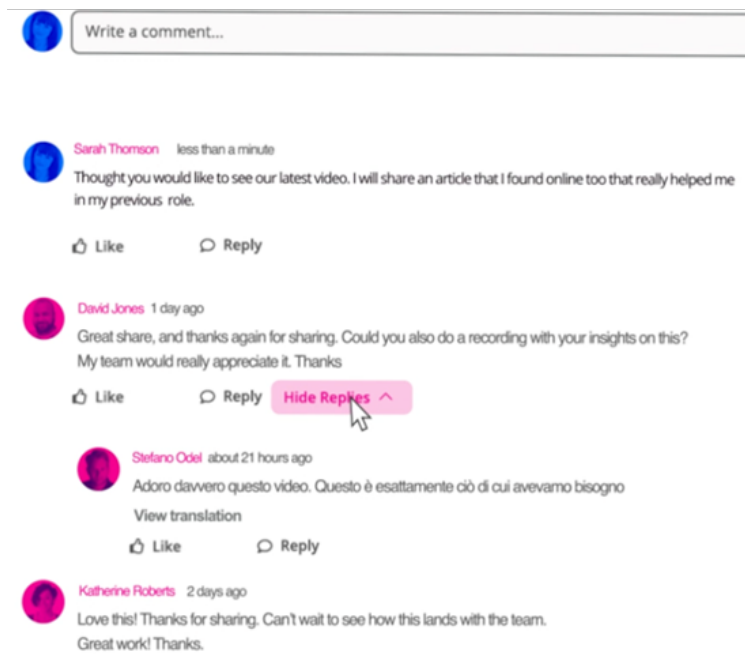 Write a comment...
Sarah Thomson less than a minute
Thought you would like to see our latest video. I will share an article that I found online too that really helped me
in my previous role.
Like Reply
David Jones 1 day ago
Great share, and thanks again for sharing. Could you also do a recording with your insights on this?
My team would really appreciate it. Thanks
Like Reply Hide Replies
Stefano Odel about 21 hours ago
Adoro davvero questo video. Questo è esattamente ciò di cui avevamo bisogno
View translation
Like Reply
Katherine Roberts 2 days ago
Love this! Thanks for sharing. Can't wait to see how this lands with the team.
Great work! Thanks.